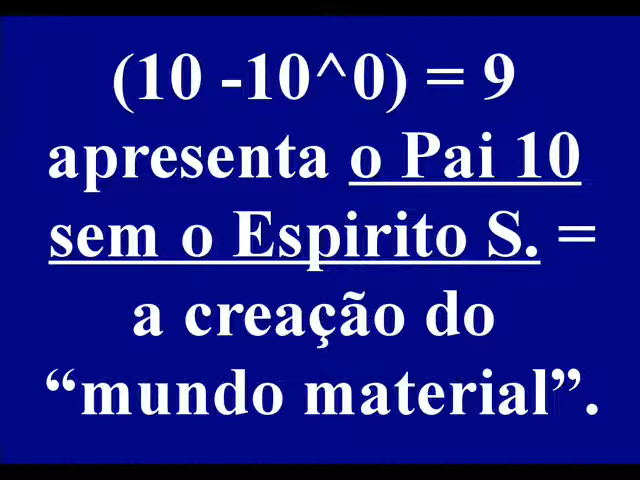 (10 -10^0) = 9
apresenta o Pai 10
sem o Espirito S. =
a creação do
“mundo material”.